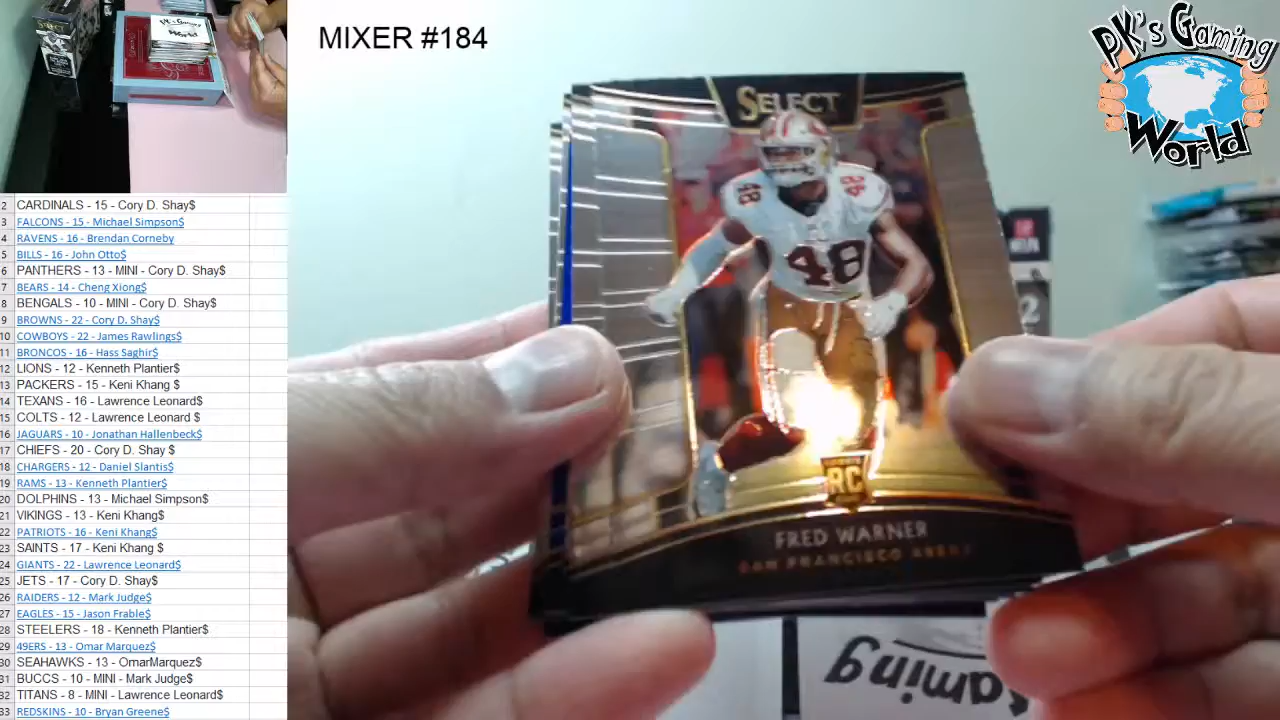 MIXER #184
PK's Gaming
World
SELECT
48
48
48
RC
FRED WARNER
SAN FRANCISCO 49ERS
Gaming
2 CARDINALS - 15 - Cory D. Shay$
3 FALCONS - 15 - Michael Simpson$
4 RAVENS - 16 - Brendan Corneby
5 BILLS - 16 - John Otto$
6 PANTHERS - 13 - MINI - Cory D. Shay$
7 BEARS - 14 - Cheng Xiong$
8 BENGALS - 10 - MINI - Cory D. Shay$
9 BROWNS - 22 - Cory D. Shay$
10 COWBOYS - 22 - James Rawlings$
11 BRONCOS - 16 - Hass Saghir$
12 LIONS - 12 - Kenneth Plantier$
13 PACKERS - 15 - Keni Khang $
14 TEXANS - 16 - Lawrence Leonard$
15 COLTS - 12 - Lawrence Leonard $
16 JAGUARS - 10 - Jonathan Hallenbeck$
17 CHIEFS - 20 - Cory D. Shay $
18 CHARGERS - 12 - Daniel Slantis$
19 RAMS - 13 - Kenneth Plantier$
20 DOLPHINS - 13 - Michael Simpson$
21 VIKINGS - 13 - Keni Khang$
22 PATRIOTS - 16 - Keni Khang$
23 SAINTS - 17 - Keni Khang $
24 GIANTS - 22 - Lawrence Leonard$
25 JETS - 17 - Cory D. Shay$
26 RAIDERS - 12 - Mark Judge$
27 EAGLES - 15 - Jason Frable$
28 STEELERS - 18 - Kenneth Plantier$
29 49ERS - 13 - Omar Marquez$
30 SEAHAWKS - 13 - OmarMarquez$
31 BUCCS - 10 - MINI - Mark Judge$
32 TITANS - 8 - MINI - Lawrence Leonard$
33 REDSKINS - 10 - Bryan Greene$